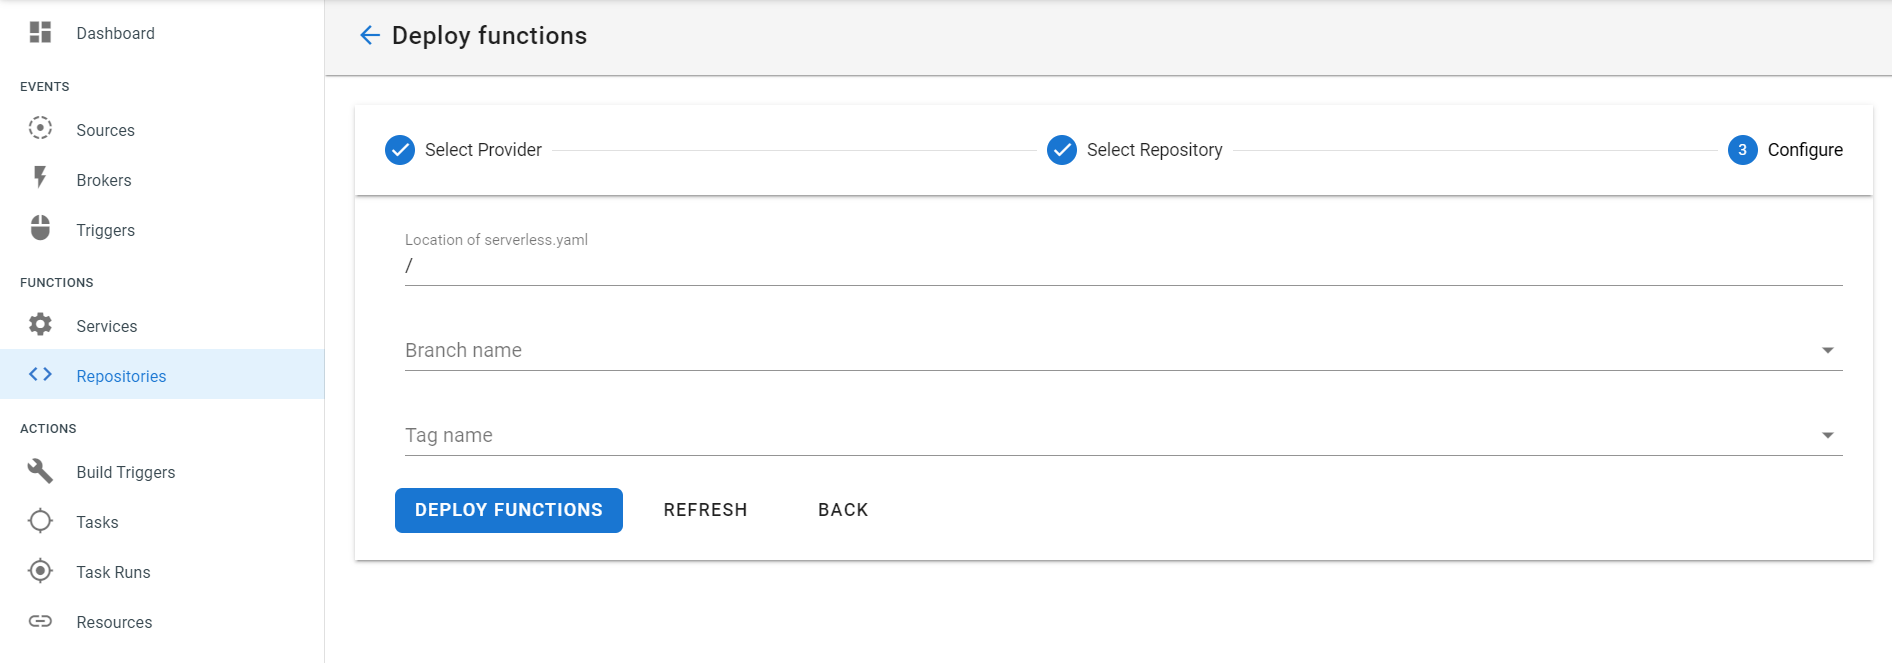 Dashboard
EVENTS
Sources
Brokers
Triggers
FUNCTIONS
Services
Repositories
ACTIONS
Build Triggers
Tasks
Task Runs
Resources
Deploy functions
Select Provider
Select Repository
3 Configure
Location of serverless.yaml
/
Branch name
Tag name
DEPLOY FUNCTIONS REFRESH BACK